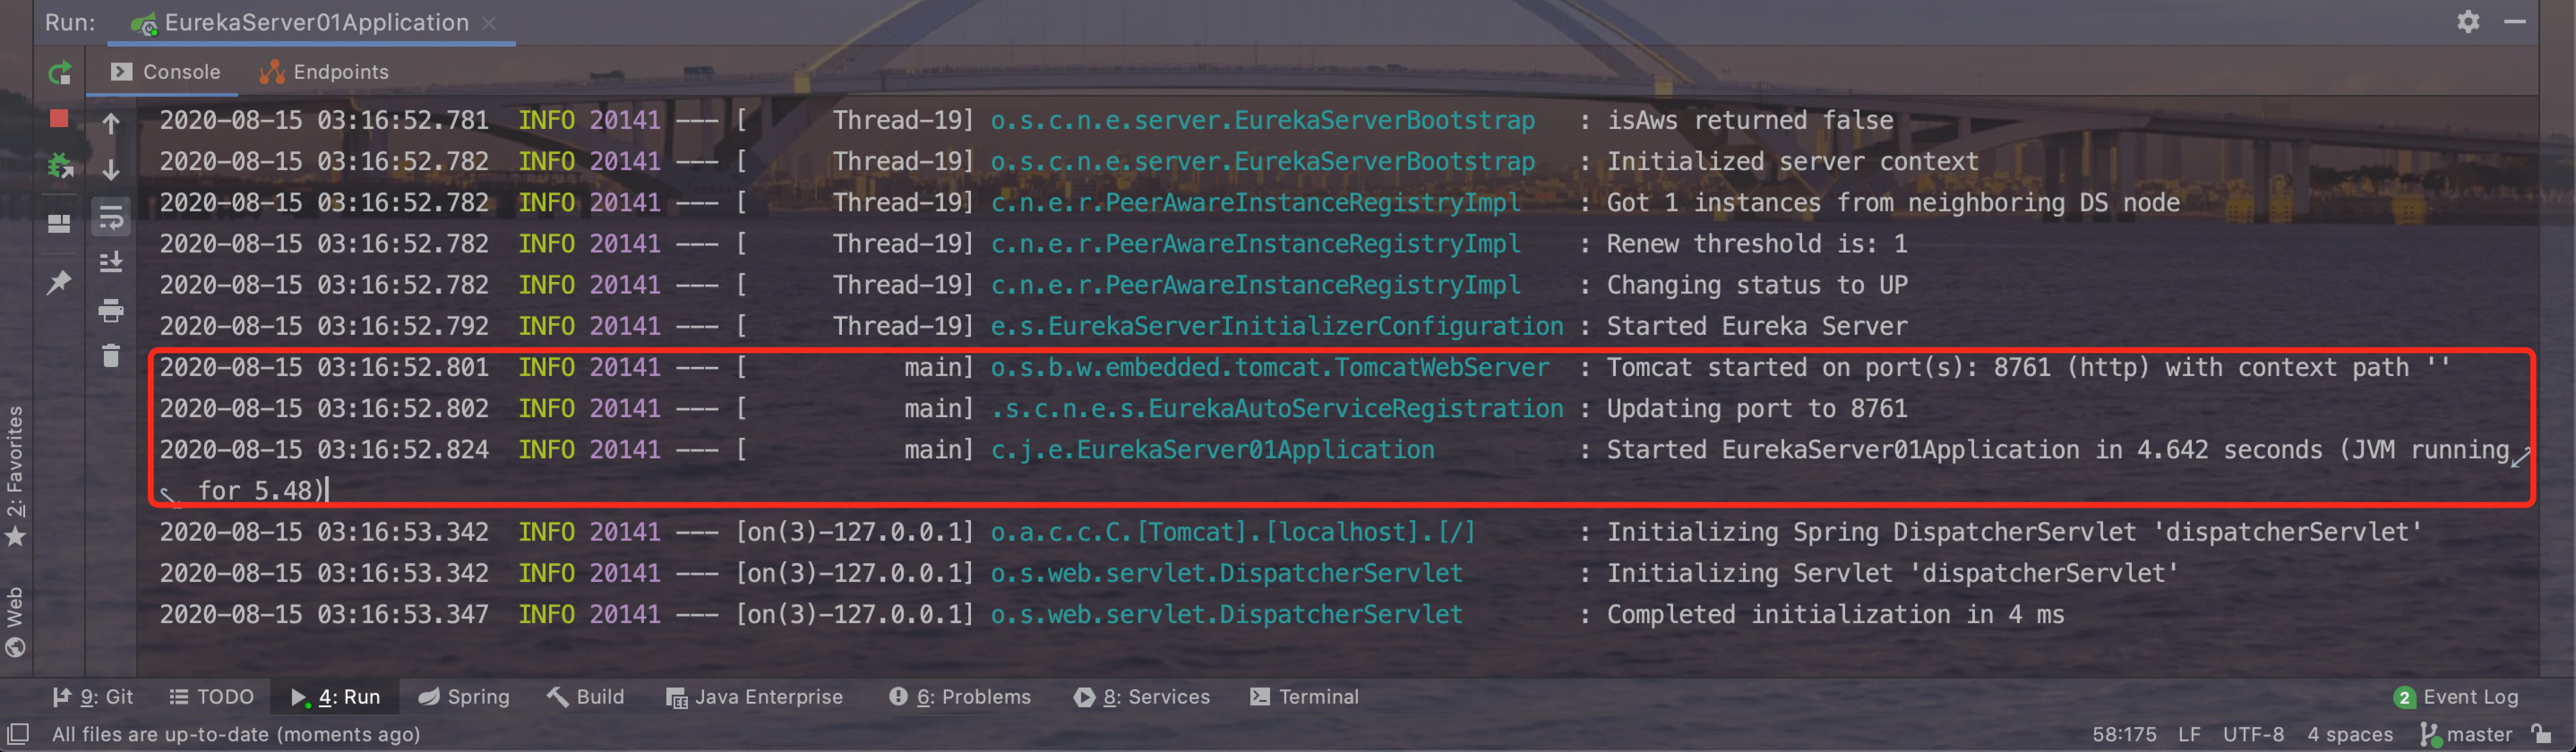 Run: EurekaServer01Application
Console Endpoints
2020-08-15 03:16:52.781 INFO 20141 --- [ Thread-19] o.s.c.n.e.server.EurekaServerBootstrap : isAws returned false
2020-08-15 03:16:52.782 INFO 20141 --- [ Thread-19] o.s.c.n.e.server.EurekaServerBootstrap : Initialized server context
2020-08-15 03:16:52.782 INFO 20141 --- [ Thread-19] c.n.e.r.PeerAwareInstanceRegistryImpl : Got 1 instances from neighboring DS node
2020-08-15 03:16:52.782 INFO 20141 --- [ Thread-19] c.n.e.r.PeerAwareInstanceRegistryImpl : Renew threshold is: 1
2020-08-15 03:16:52.782 INFO 20141 --- [ Thread-19] c.n.e.r.PeerAwareInstanceRegistryImpl : Changing status to UP
2020-08-15 03:16:52.792 INFO 20141 --- [ Thread-19] e.s.EurekaServerInitializerConfiguration : Started Eureka Server
2020-08-15 03:16:52.801 INFO 20141 --- [ main] o.s.b.w.embedded.tomcat.TomcatWebServer : Tomcat started on port(s): 8761 (http) with context path ''
2020-08-15 03:16:52.802 INFO 20141 --- [ main] .s.c.n.e.s.EurekaAutoServiceRegistration : Updating port to 8761
2020-08-15 03:16:52.824 INFO 20141 --- [ main] c.j.e.EurekaServer01Application : Started EurekaServer01Application in 4.642 seconds (JVM running
for 5.48)
2020-08-15 03:16:53.342 INFO 20141 --- [on(3)-127.0.0.1] o.a.c.c.C.[Tomcat].[localhost].[/] : Initializing Spring DispatcherServlet 'dispatcherServlet'
2020-08-15 03:16:53.342 INFO 20141 --- [on(3)-127.0.0.1] o.s.web.servlet.DispatcherServlet : Initializing Servlet 'dispatcherServlet'
2020-08-15 03:16:53.347 INFO 20141 --- [on(3)-127.0.0.1] o.s.web.servlet.DispatcherServlet : Completed initialization in 4 ms
2: Favorites
Web
9: Git TODO 4: Run Spring Build Java Enterprise 6: Problems 8: Services Terminal 2 Event Log
All files are up-to-date (moments ago) 58:175 LF UTF-8 4 spaces master